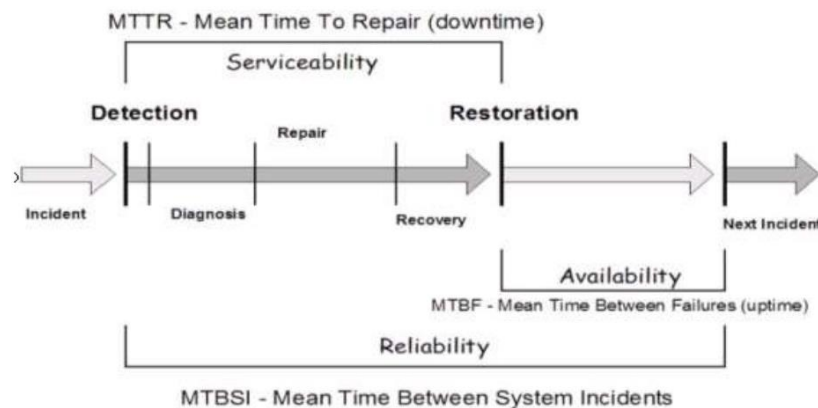 MTTR - Mean Time To Repair (downtime)
Serviceability
Detection
Restoration
Repair
Incident
Diagnosis
Recovery
Next Incident
Availability
MTBF - Mean Time Between Failures (uptime)
Reliability
MTBSI - Mean Time Between System Incidents